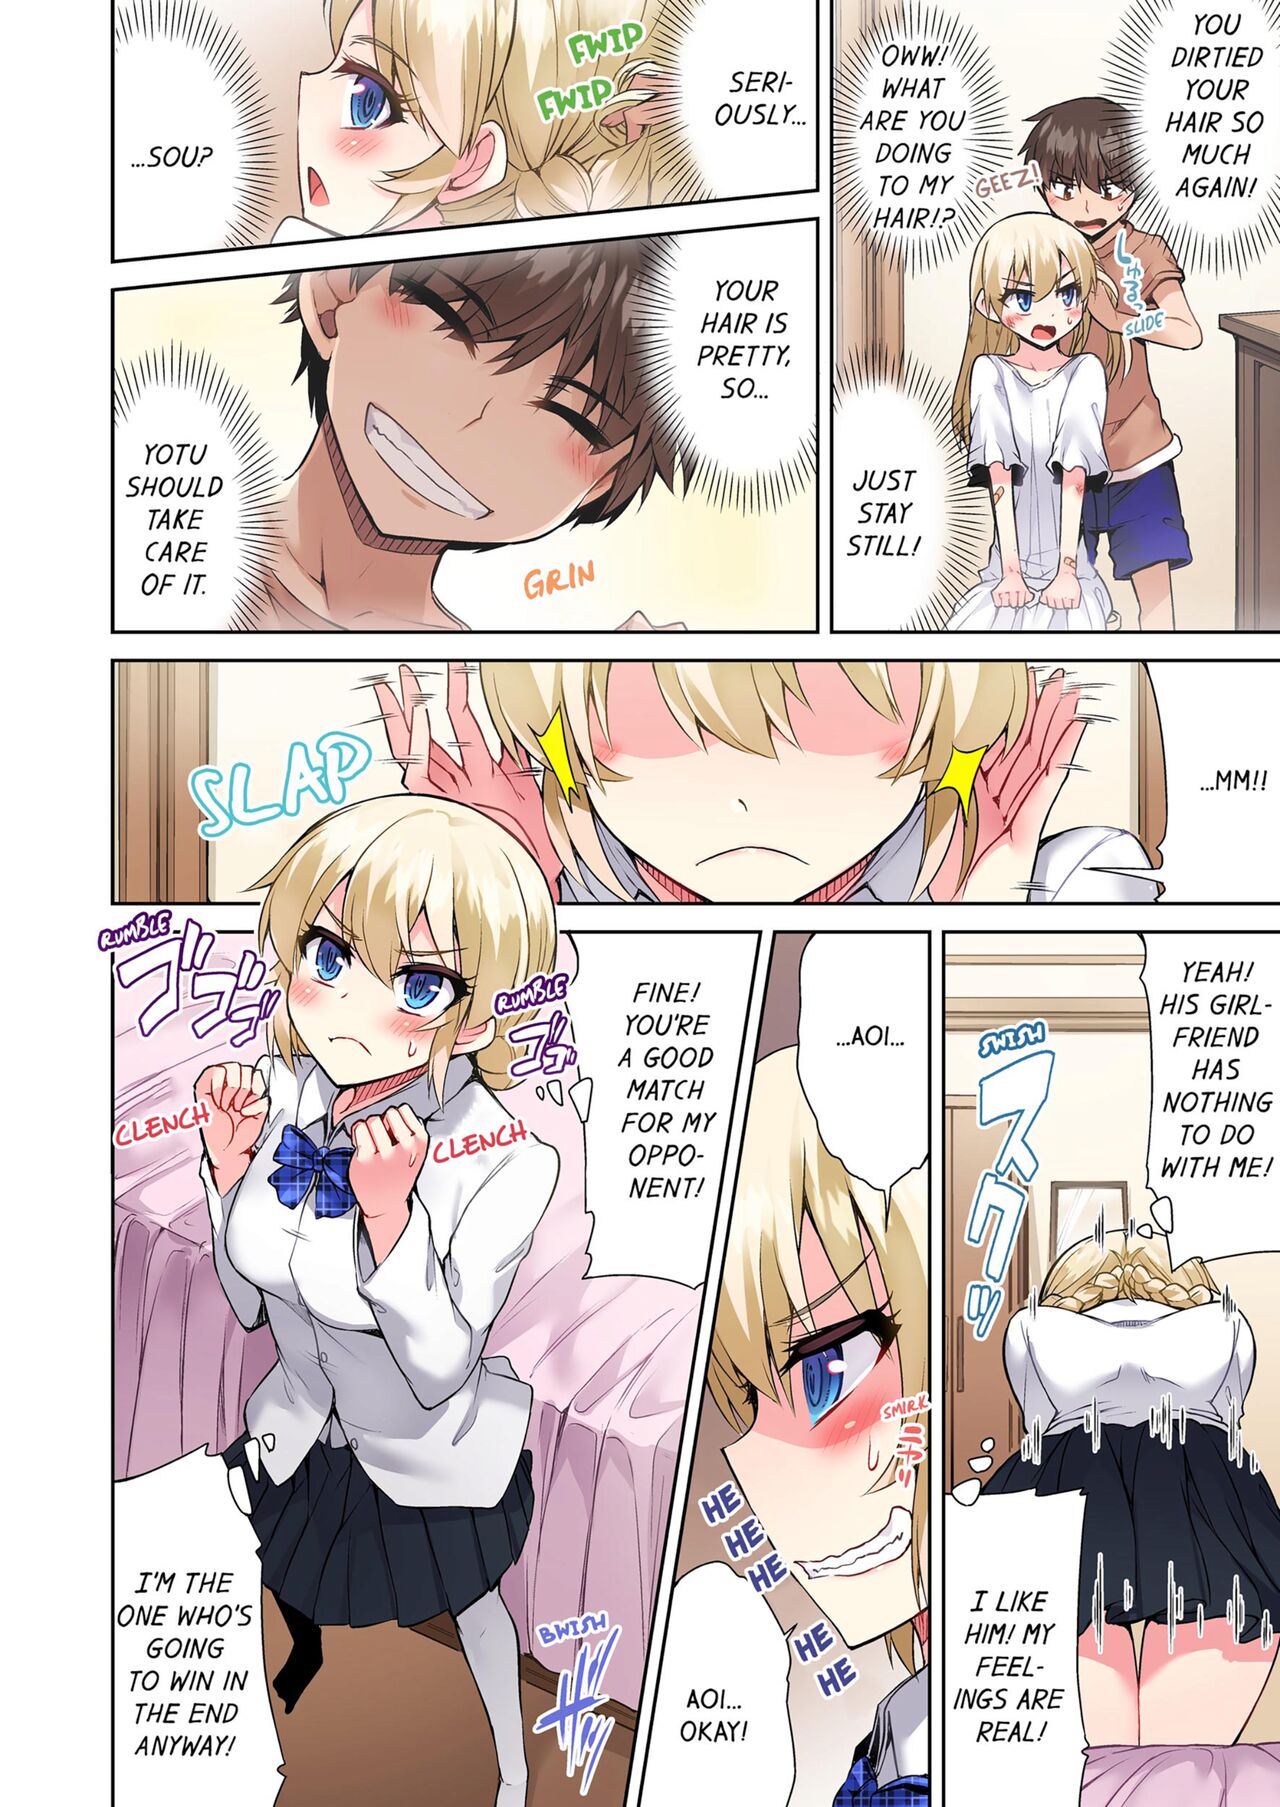 YOU
DIRTIED
YOUR
HAIR SO
MUCH
AGAIN!
OWW!
WHAT
ARE YOU
DOING
TO MY
HAIR!?
GEEZ!
しゅるっ
SLIDE
JUST
STAY
STILL!
SERI-
OUSLY...
FWIP
FWIP
...SOU?
YOUR
HAIR IS
PRETTY,
SO...
YOTU
SHOULD
TAKE
CARE
OF IT.
GRIN
...MM!!
SLAP
YEAH!
HIS GIRL-
FRIEND
HAS
NOTHING
TO DO
WITH ME!
SWISH
スクッ
I LIKE
HIM! MY
FEEL-
INGS ARE
REAL!
...AOI...
SMIRK
ニヤッ
HE
HE
HE
HE
HE
AOI...
OKAY!
FINE!
YOU'RE
A GOOD
MATCH
FOR MY
OPPO-
NENT!
RUMBLE
ゴゴゴ
RUMBLE
ゴゴゴ
CLENCH
CLENCH
BWISH
I'M THE
ONE WHO'S
GOING
TO WIN IN
THE END
ANYWAY!